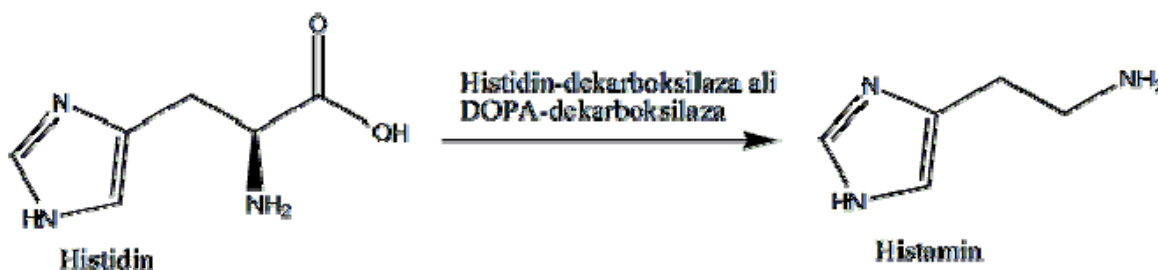 O
N
OH
HN
NH2
Histidin
Histidin-dekarboksilaza ali
DOPA-dekarboksilaza
NH2
N
HN
Histamin